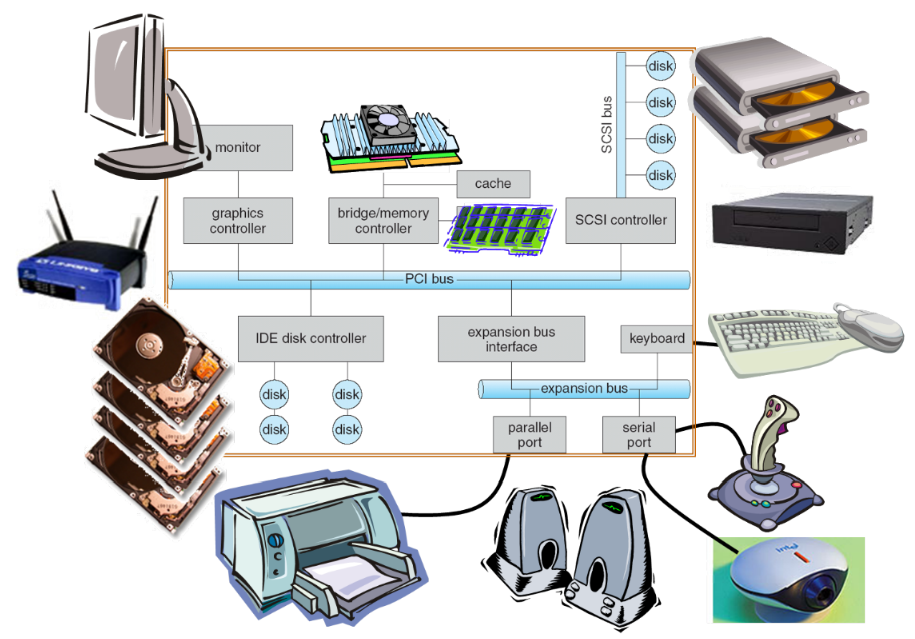 disk
disk
SCSI bus
disk
monitor
disk
cache
graphics
controller
bridge/memory
controller
SCSI controller
PCI bus
IDE disk controller
expansion bus
interface
keyboard
disk
disk
expansion bus
disk
disk
parallel
port
serial
port
intel